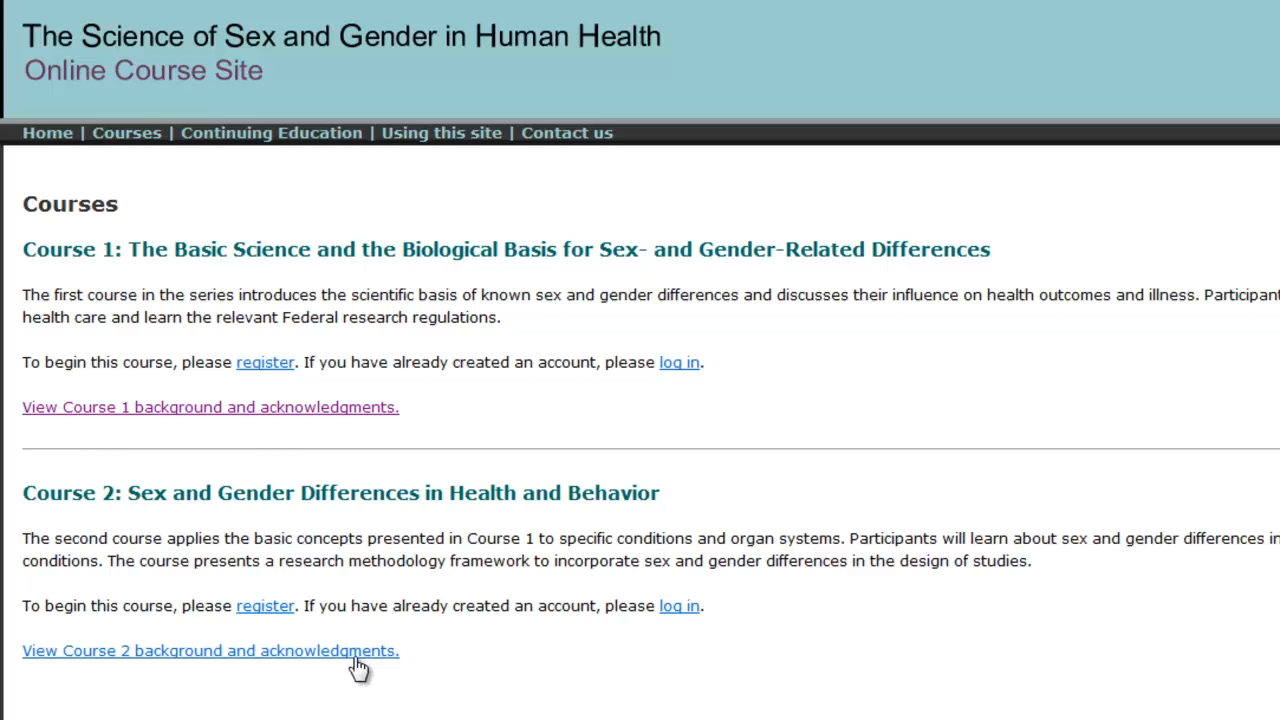 The Science of Sex and Gender in Human Health
Online Course Site
Home | Courses | Continuing Education | Using this site | Contact us
Courses
Course 1: The Basic Science and the Biological Basis for Sex- and Gender-Related Differences
The first course in the series introduces the scientific basis of known sex and gender differences and discusses their influence on health outcomes and illness.
health care and learn the relevant Federal research regulations.
To begin this course, please register. If you have already created an account, please log in.
View Course 1 background and acknowledgments.
Course 2: Sex and Gender Differences in Health and Behavior
The second course applies the basic concepts presented in Course 1 to specific conditions and organ systems. Participants will learn about sex and gender differences in
conditions. The course presents a research methodology framework to incorporate sex and gender differences in the design of studies.
To begin this course, please register. If you have already created an account, please log in.
View Course 2 background and acknowledgments.